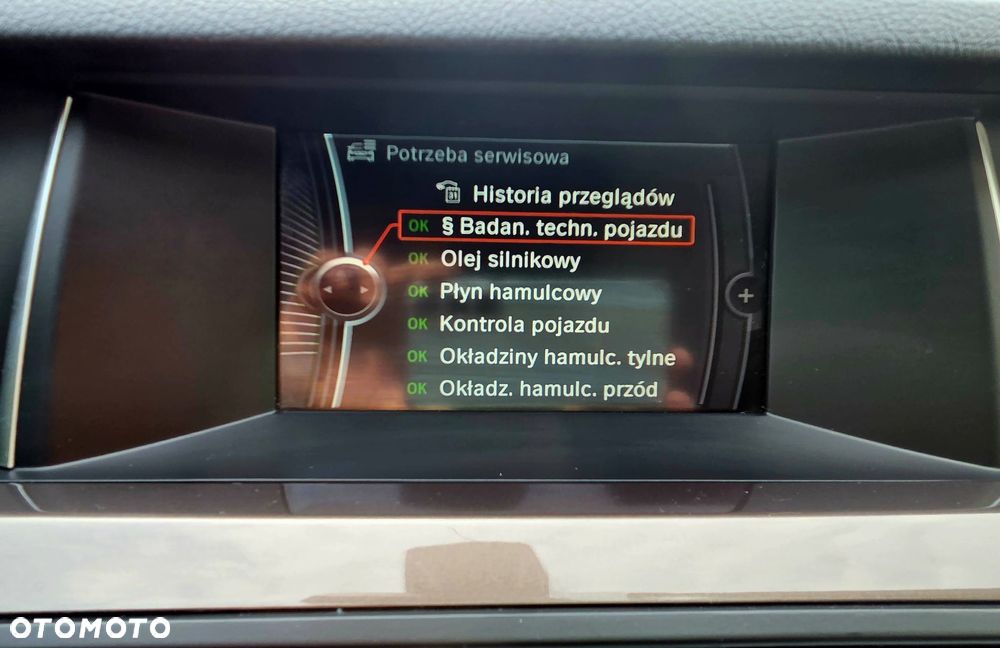 Potrzeba serwisowa
31 Historia przeglądów
OK § Badan. techn. pojazdu
OK Olej silnikowy
OK Płyn hamulcowy
OK Kontrola pojazdu
OK Okładziny hamulc. tylne
OK Okładz. hamulc. przód
OTOMOTO